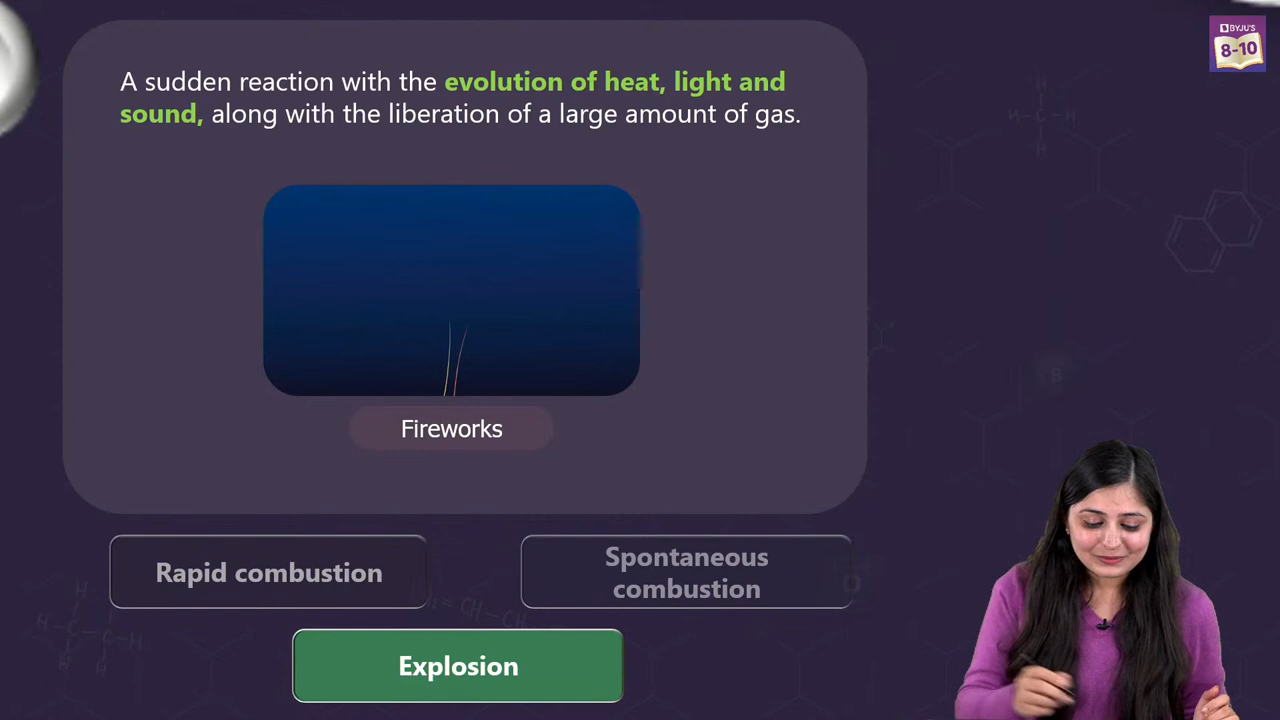 BYJU'S
8-10
A sudden reaction with the evolution of heat, light and
sound, along with the liberation of a large amount of gas.
Fireworks
Rapid combustion
Spontaneous
combustion
Explosion